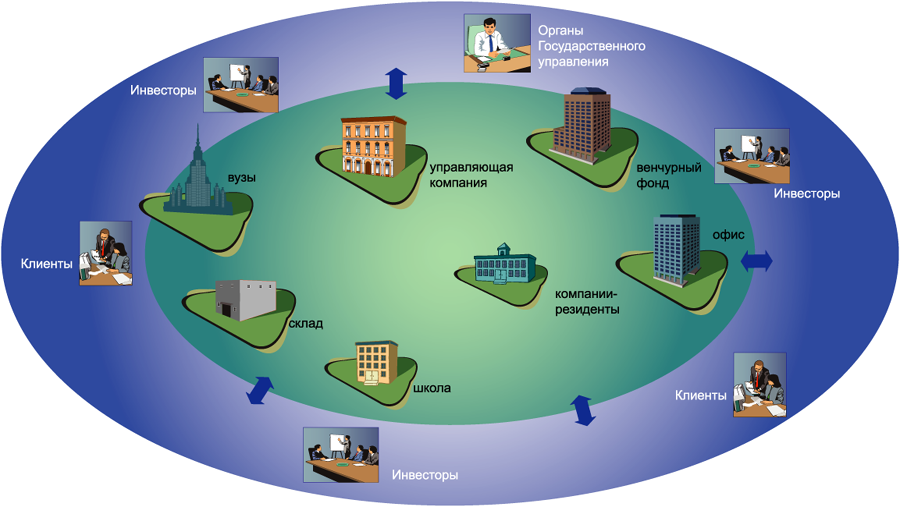 Органы
Государственного
управления
Инвесторы
управляющая
компания
венчурный
фонд
вузы
Инвесторы
офис
Клиенты
компании-
резиденты
склад
школа
Клиенты
Инвесторы